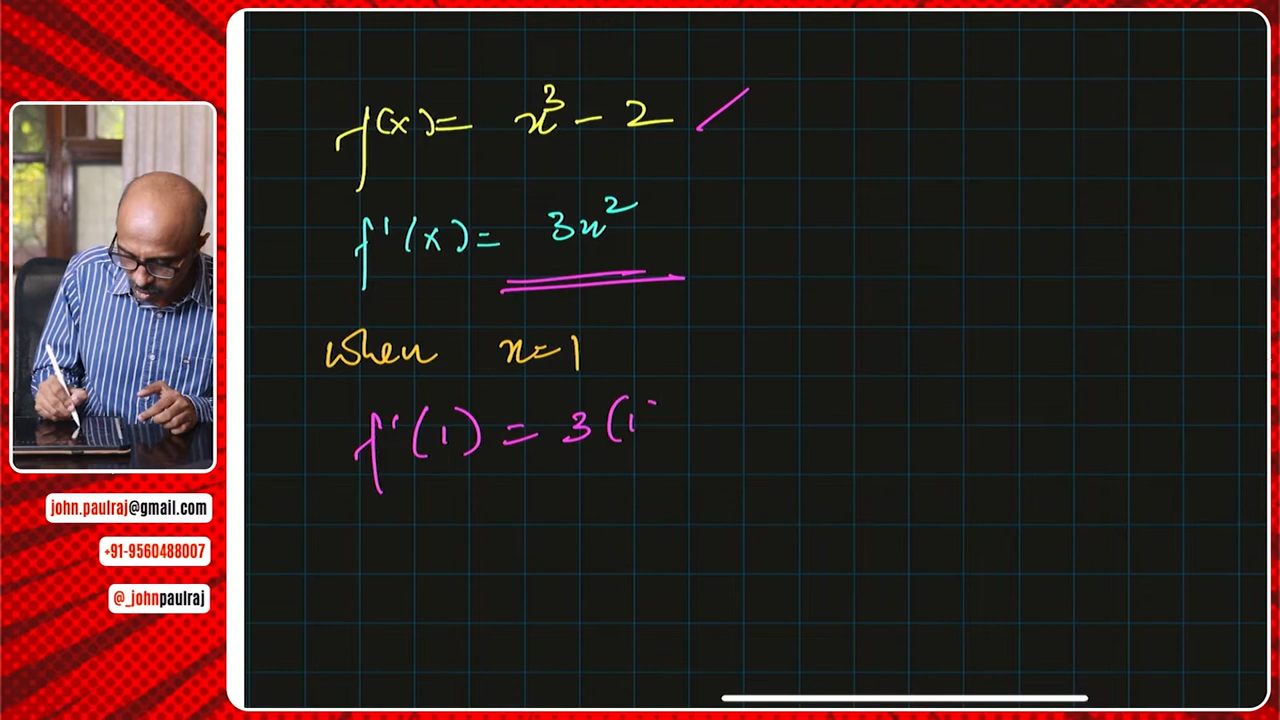 f(x) = x³ - 2
f'(x) = 3x²
when x = 1
f'(1) = 3(1
john.paulraj@gmail.com
+91-9560488007
@_johnpaulraj